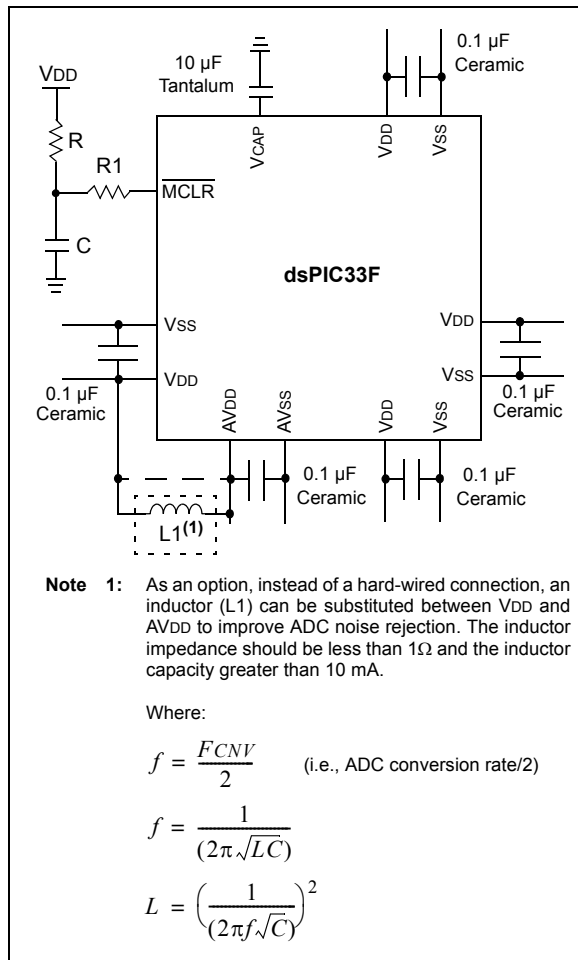 0.1 µF
Ceramic
10 µF
Tantalum
VDD
R
R1
C
VCAP
VDD
VSS
MCLR
dsPIC33F
VSS
VDD
VDD
VSS
0.1 µF
Ceramic
0.1 µF
Ceramic
AVDD
AVSS
VDD
VSS
0.1 µF
Ceramic
0.1 µF
Ceramic
L1(1)
Note 1: As an option, instead of a hard-wired connection, an
inductor (L1) can be substituted between VDD and
AVDD to improve ADC noise rejection. The inductor
impedance should be less than 1Ω and the inductor
capacity greater than 10 mA.
Where:
f = FCNV / 2 (i.e., ADC conversion rate/2)
f = 1 / (2π√LC)
L = (1 / (2πf√C))²